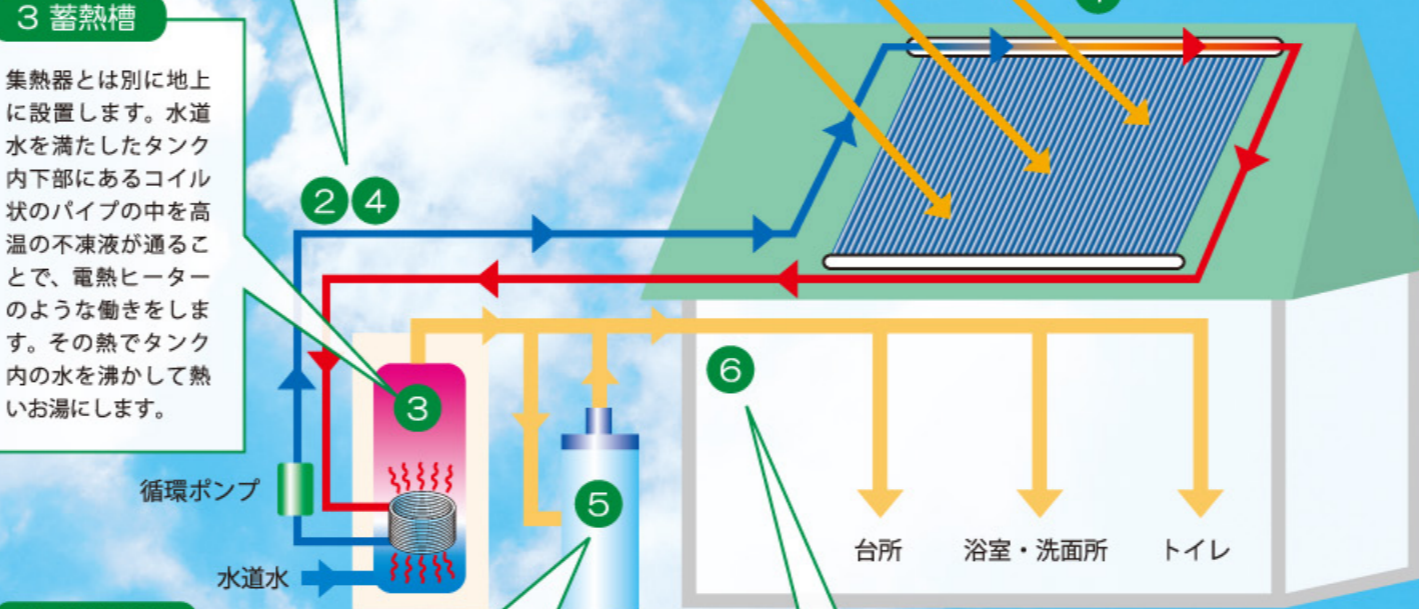 3 蓄熱槽
集熱器とは別に地上
に設置します。水道
水を満たしたタンク
内下部にあるコイル
状のパイプの中を高
温の不凍液が通るこ
とで、電熱ヒーター
のような働きをしま
す。その熱でタンク
内の水を沸かして熱
いお湯にします。
2 4
3
5
6
循環ポンプ
水道水
台所
浴室・洗面所
トイレ